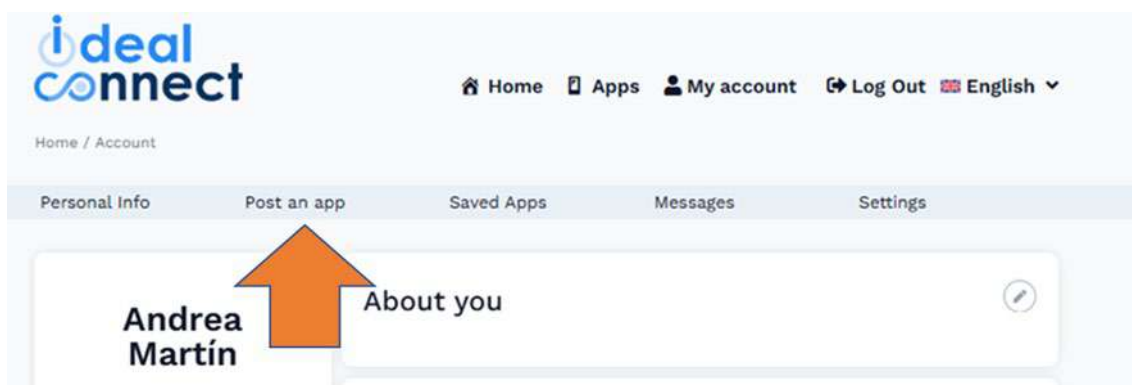 ideal
connect
Home Apps My account Log Out English
Home / Account
Personal Info Post an app Saved Apps Messages Settings
Andrea
Martín
About you